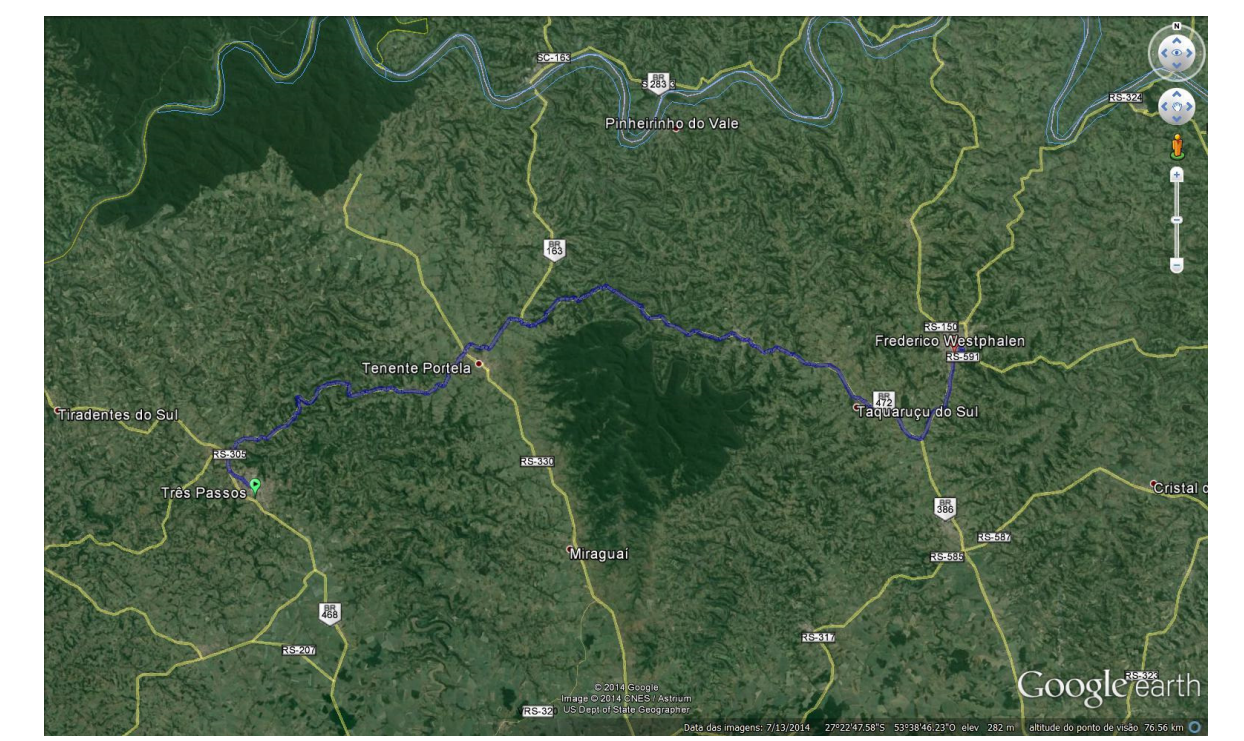 N
SC-163
BR
S 283 3
RS-324
Pinheirinho do Vale
BR
163
RS-150
Frederico Westphalen
RS-591
Tenente Portela
BR
472
Tiradentes do Sul
Taquaruçu do Sul
RS-305
RS-330
Três Passos
Cristal d
BR
386
RS-587
Miraguaí
RS-585
BR
468
RS-317
RS-207
RS-323
Google earth
© 2014 Google
Image © 2014 CNES / Astrium
US Dept of State Geographer
RS-32
Data das imagens: 7/13/2014 27°22'47.58"S 53°38'46.23"O elev 282 m altitude do ponto de visão 76.56 km